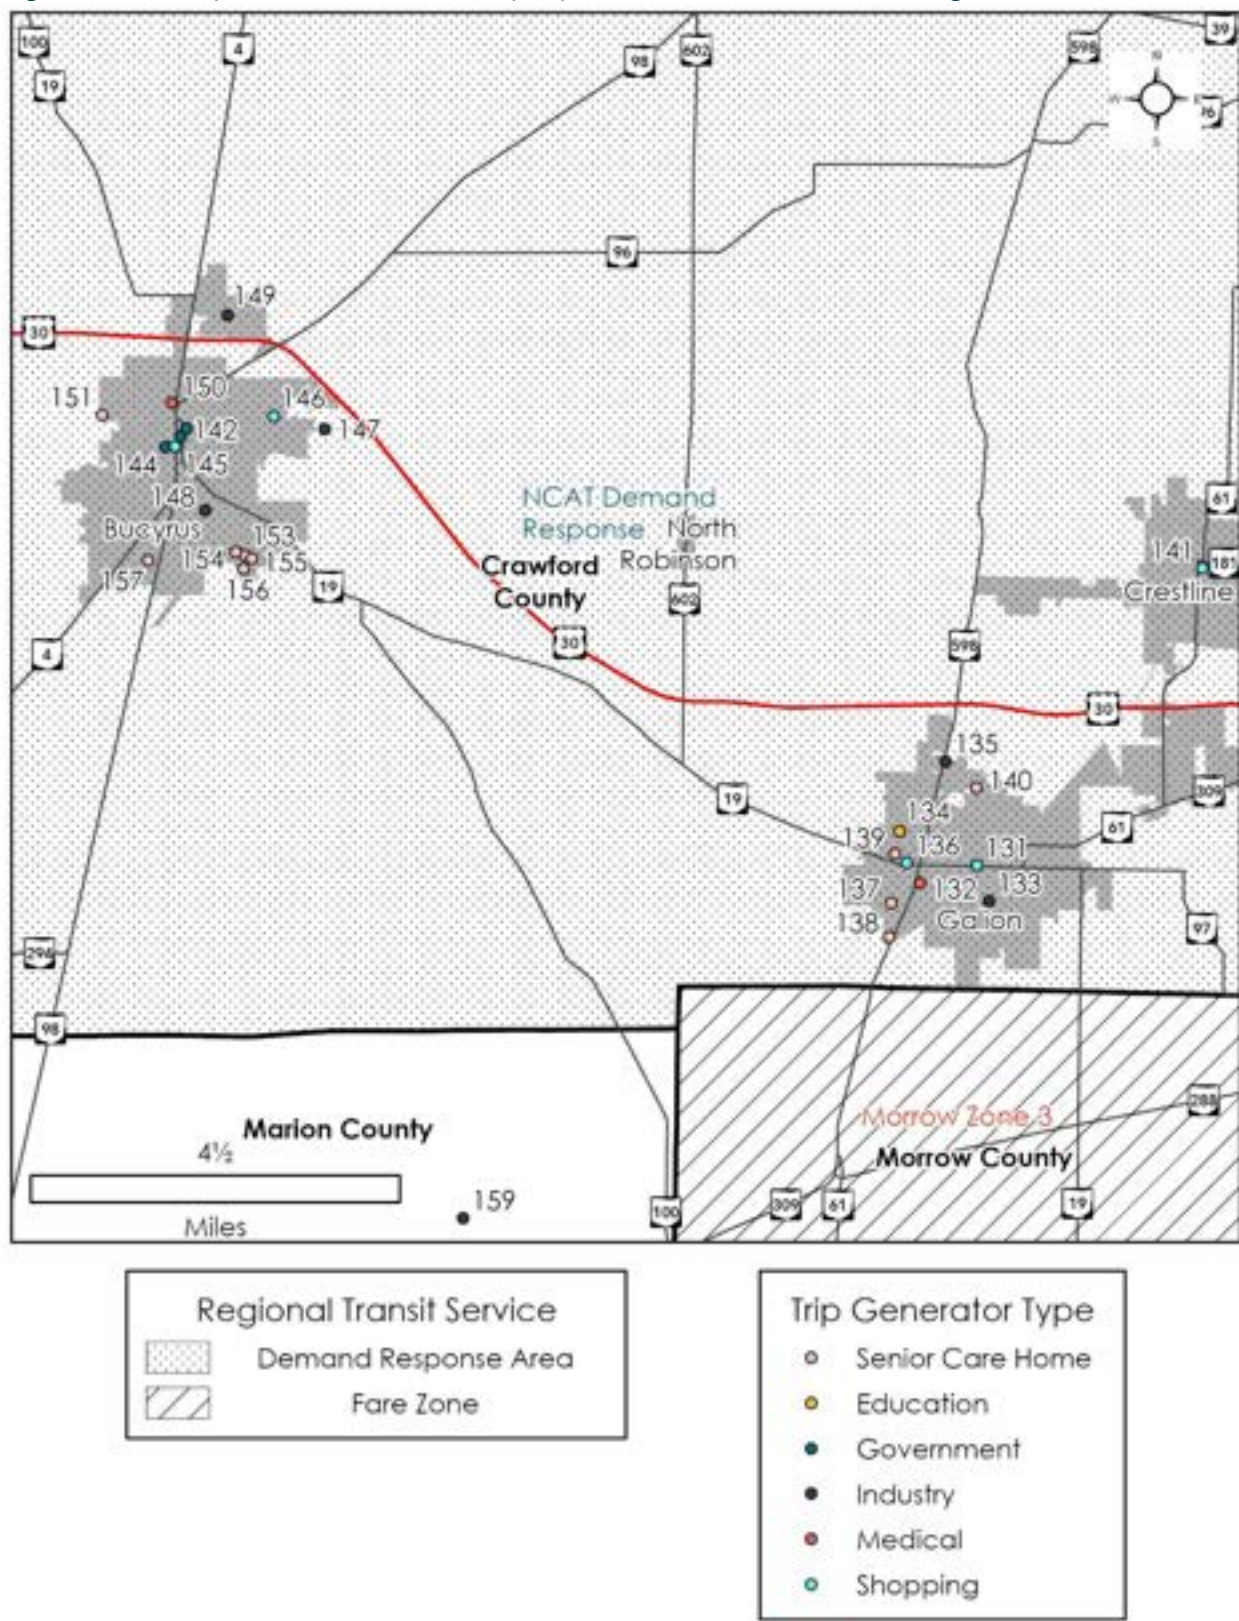 100
4
98
602
598
39
19
N
W
E
S
96
96
149
30
151
150
146
142
147
144
145
148
Bucyrus
153
154
155
157
156
NCAT Demand
Response
North
Robinson
Crawford
County
61
141
181
Crestline
19
602
4
30
598
30
135
140
19
309
134
61
139
136
131
137
132
133
138
Galion
97
294
98
Marion County
4½
Miles
159
100
Morrow Zone 3
288
Morrow County
309
61
19
Regional Transit Service
Demand Response Area
Fare Zone
Trip Generator Type
Senior Care Home
Education
Government
Industry
Medical
Shopping